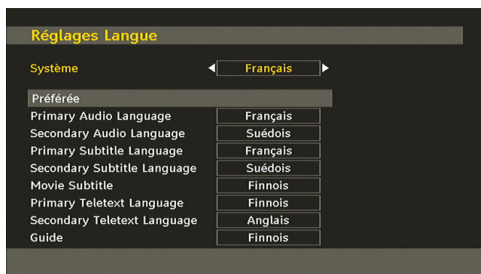 Réglages Langue
Système Français
Préférée
Primary Audio Language Français
Secondary Audio Language Suédois
Primary Subtitle Language Français
Secondary Subtitle Language Suédois
Movie Subtitle Finnois
Primary Teletext Language Finnois
Secondary Teletext Language Anglais
Guide Finnois